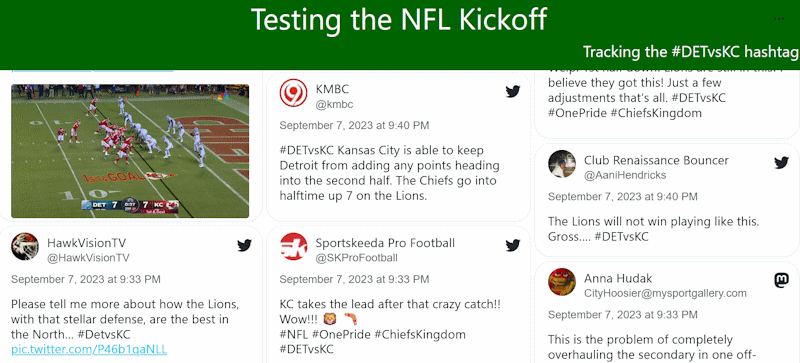 Testing the NFL Kickoff
Tracking the #DETvsKC hashtag
DET 7 7 KC
KMBC
@kmbc
September 7, 2023 at 9:40 PM
#DETvsKC Kansas City is able to keep
Detroit from adding any points heading
into the second half. The Chiefs go into
halftime up 7 on the Lions.
believe they got this! Just a few
adjustments that's all. #DETvsKC
#OnePride #ChiefsKingdom
Club Renaissance Bouncer
@AaniHendricks
September 7, 2023 at 9:40 PM
The Lions will not win playing like this.
Gross.... #DETvsKC
HawkVisionTV
@HawkVisionTV
September 7, 2023 at 9:33 PM
Please tell me more about how the Lions,
with that stellar defense, are the best in
the North... #DetvsKC
pic.twitter.com/P46b1qaNLL
Sportskeeda Pro Football
@SKProFootball
September 7, 2023 at 9:33 PM
KC takes the lead after that crazy catch!!
Wow!!!
#NFL #OnePride #ChiefsKingdom
#DETvsKC
Anna Hudak
CityHoosier@mysportgallery.com
September 7, 2023 at 9:33 PM
This is the problem of completely
overhauling the secondary in one off-